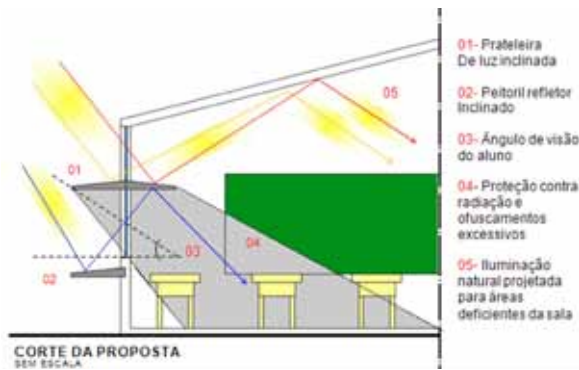 01
02
03
04
05
01- Prateleira
De luz inclinada
02- Peitoril refletor
Inclinado
03- Ângulo de visão
do aluno
04- Proteção contra
radiação e
ofuscamentos
excessivos
05- Iluminação
natural projetada
para áreas
deficientes da sala
CORTE DA PROPOSTA
SEM ESCALA